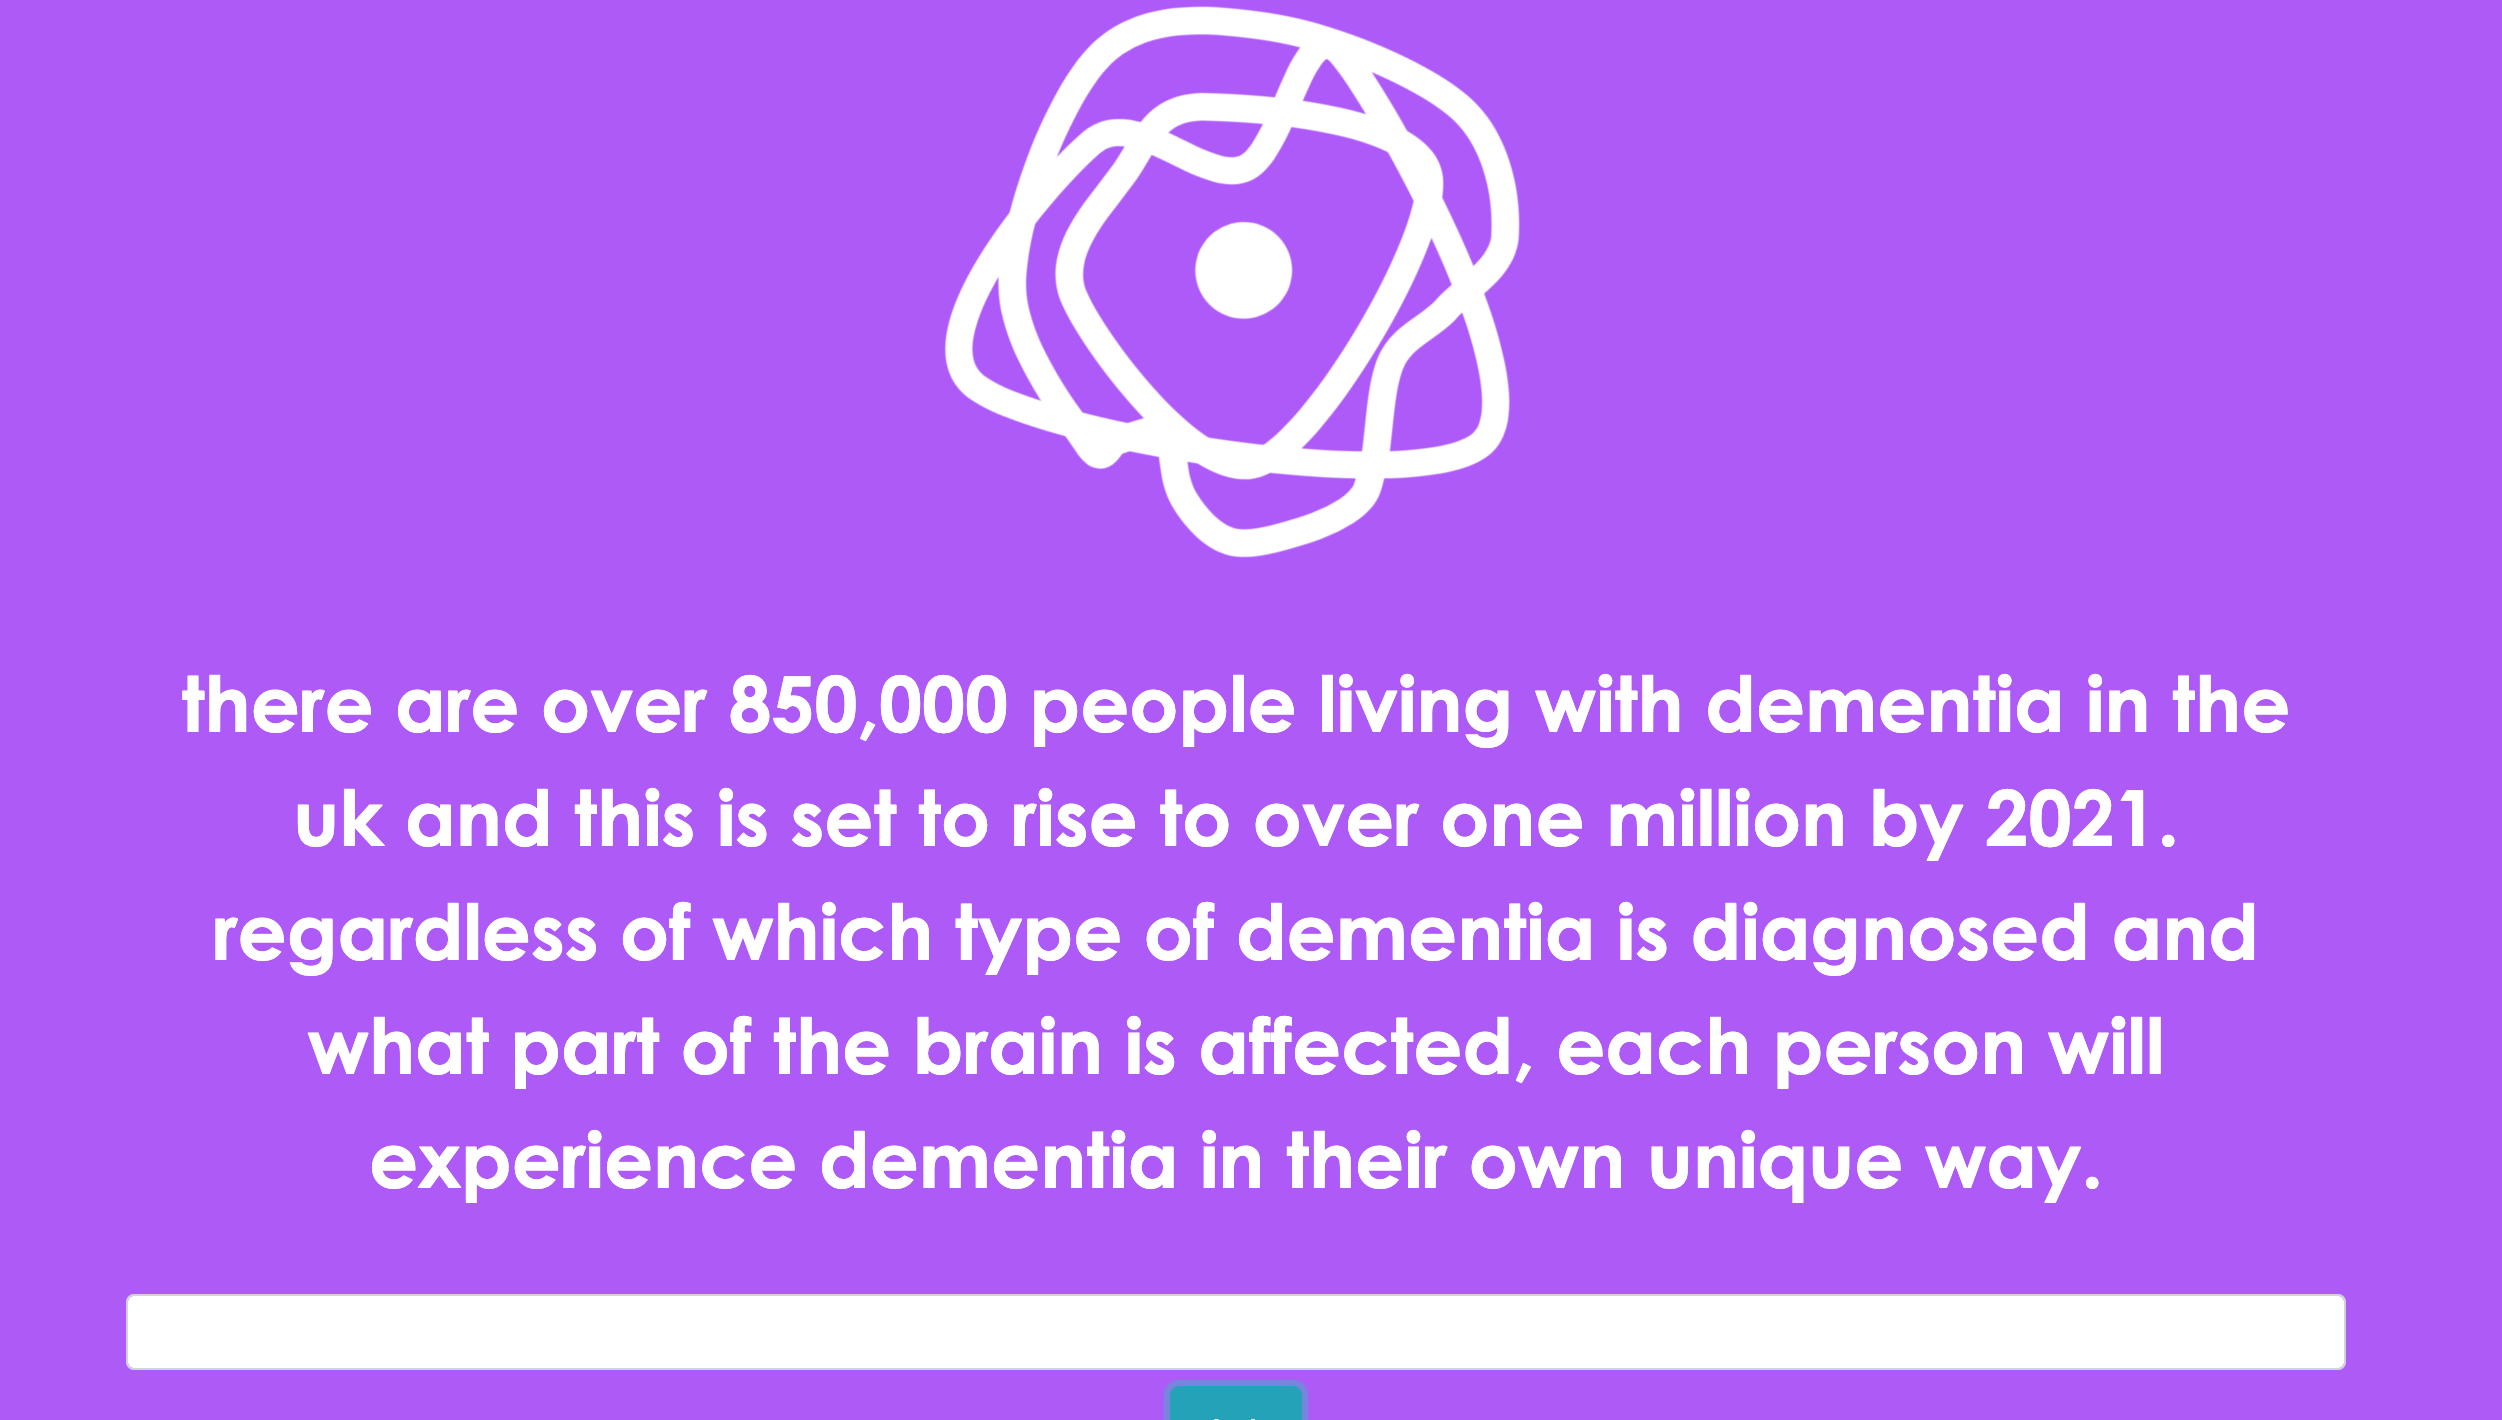 there are over 850,000 people living with dementia in the
uk and this is set to rise to over one million by 2021.
regardless of which type of dementia is diagnosed and
what part of the brain is affected, each person will
experience dementia in their own unique way.